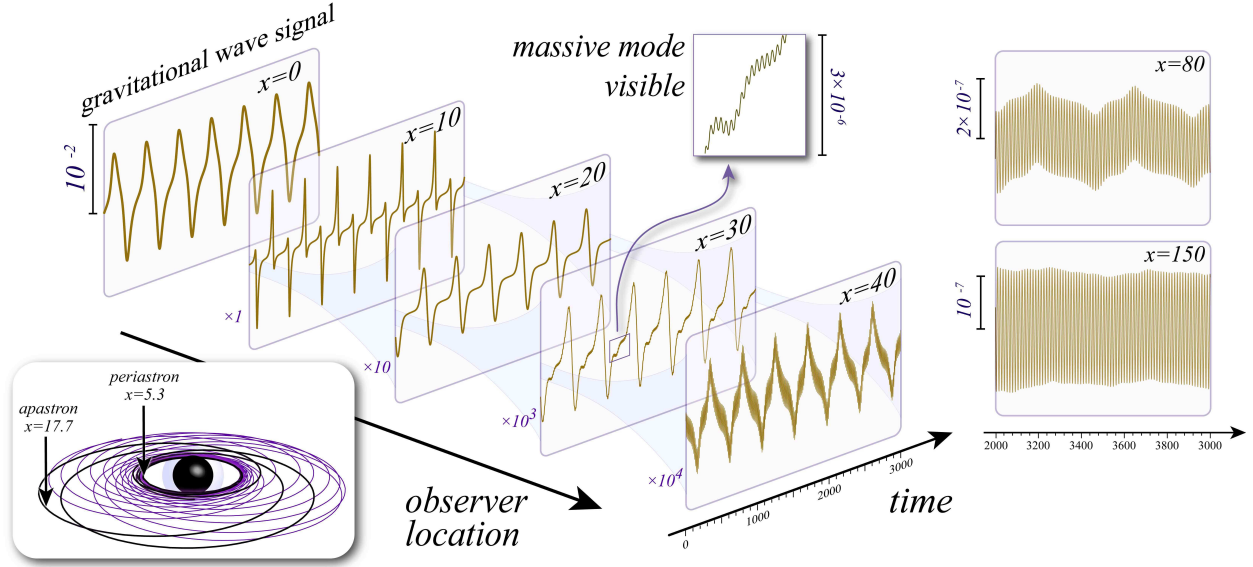 gravitational wave signal
x=0
10 -2
x=10
×1
x=20
×10
x=30
×10³
x=40
×10⁴
massive mode
visible
3×10⁻⁶
x=80
2×10⁻⁷
x=150
10 -7
2000 3200 3400 3600 3800 3000
0
1000
2000
3000
time
observer
location
periastron
x=5.3
apastron
x=17.7